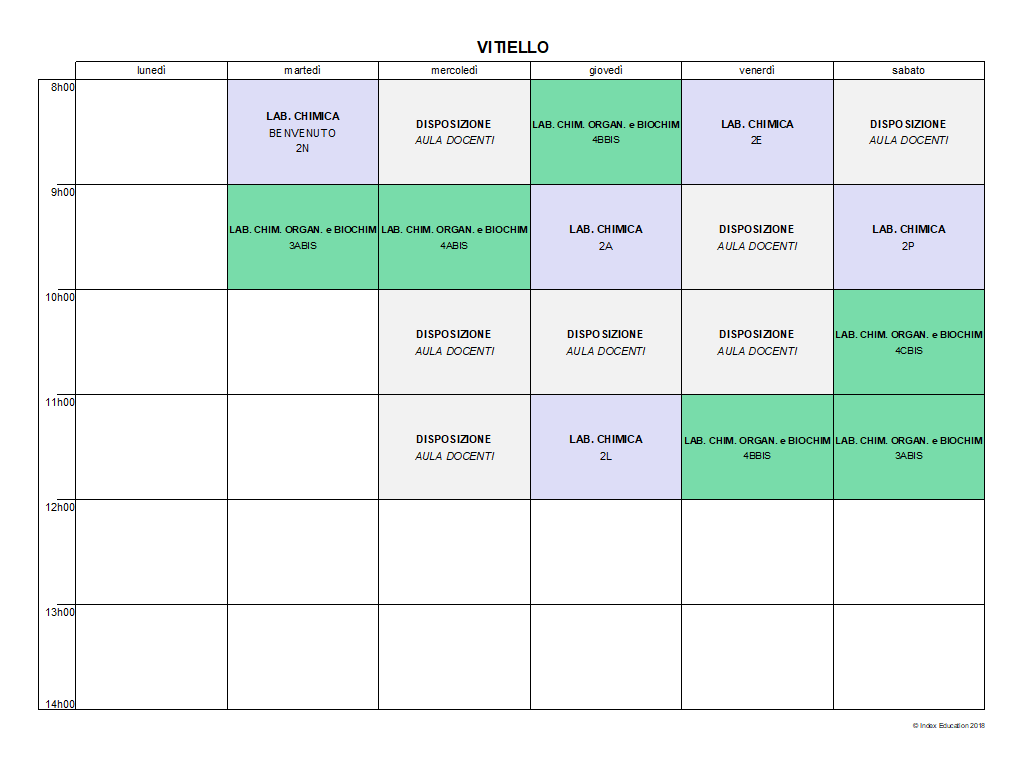 VITIELLO
lunedì martedì mercoledì giovedì venerdì sabato
8h00
LAB. CHIMICA
BENVENUTO
2N
DISPOSIZIONE
AULA DOCENTI
LAB. CHIM. ORGAN. e BIOCHIM
4BBIS
LAB. CHIMICA
2E
DISPOSIZIONE
AULA DOCENTI
9h00
LAB. CHIM. ORGAN. e BIOCHIM
3ABIS
LAB. CHIM. ORGAN. e BIOCHIM
4ABIS
LAB. CHIMICA
2A
DISPOSIZIONE
AULA DOCENTI
LAB. CHIMICA
2P
10h00
DISPOSIZIONE
AULA DOCENTI
DISPOSIZIONE
AULA DOCENTI
DISPOSIZIONE
AULA DOCENTI
LAB. CHIM. ORGAN. e BIOCHIM
4CBIS
11h00
DISPOSIZIONE
AULA DOCENTI
LAB. CHIMICA
2L
LAB. CHIM. ORGAN. e BIOCHIM
4BBIS
LAB. CHIM. ORGAN. e BIOCHIM
3ABIS
12h00
13h00
14h00
© Index Education 2018